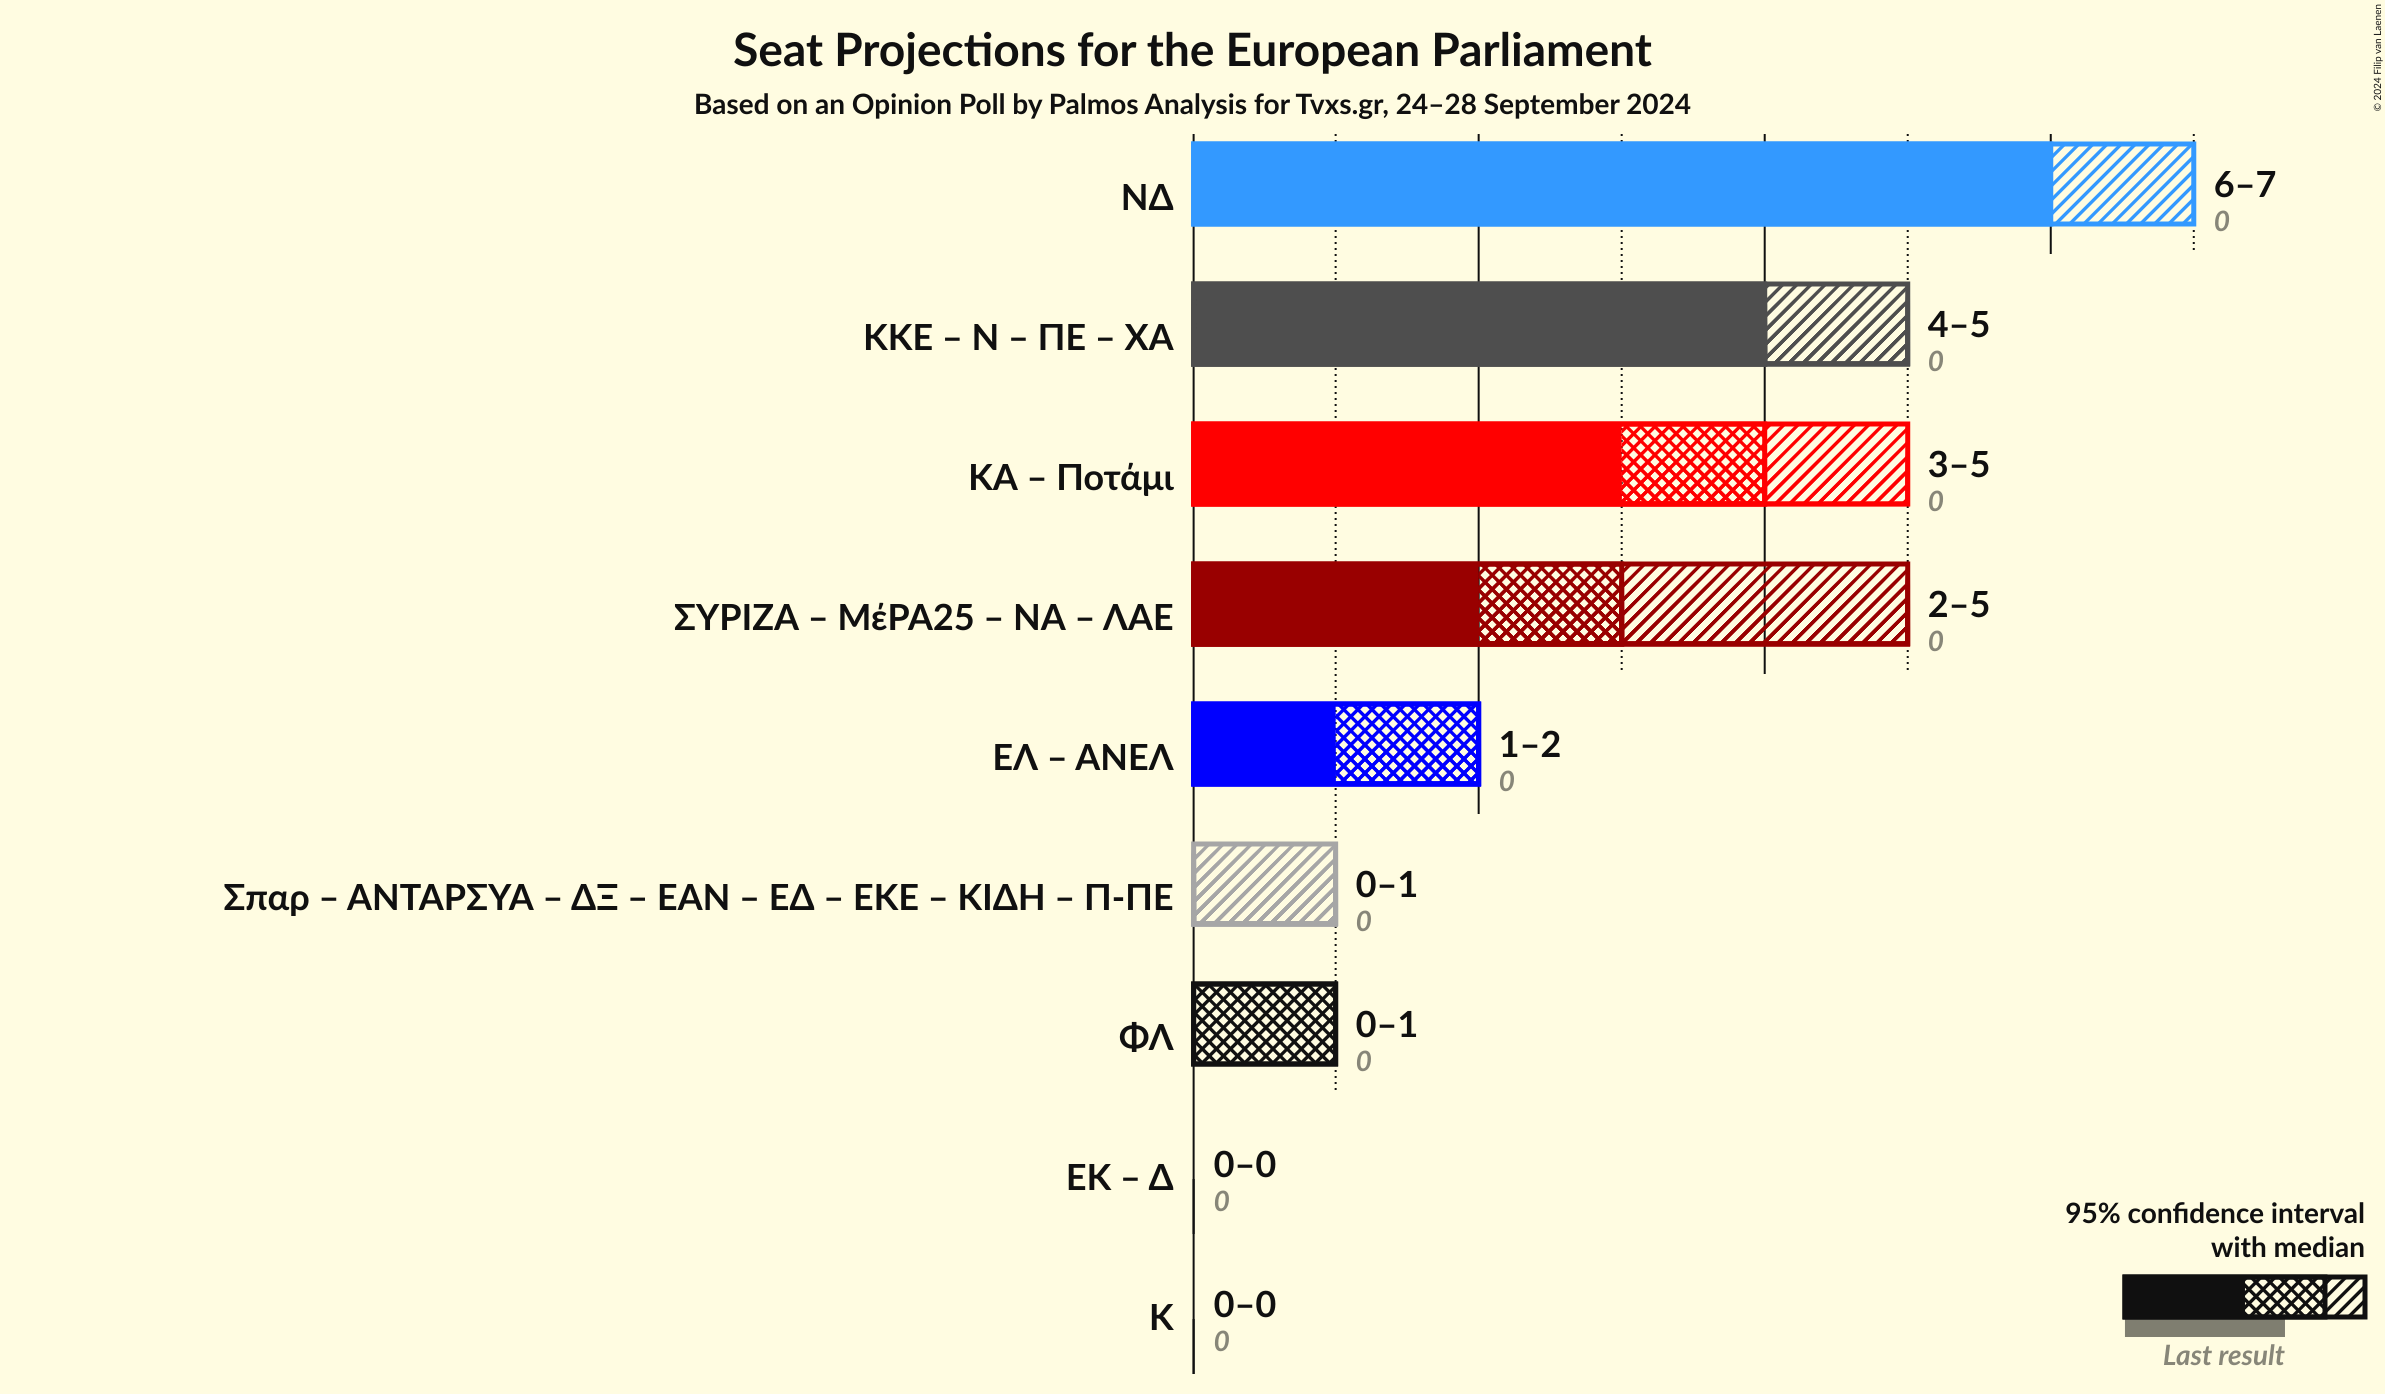 Seat Projections for the European Parliament
Based on an Opinion Poll by Palmos Analysis for Tvxs.gr, 24–28 September 2024
© 2024 Filip van Laenen
ΝΔ
6–7
0
ΚΚΕ – Ν – ΠΕ – ΧΑ
4–5
0
ΚΑ – Ποτάμι
3–5
0
ΣΥΡΙΖΑ – ΜέΡΑ25 – ΝΑ – ΛΑΕ
2–5
0
ΕΛ – ΑΝΕΛ
1–2
0
Σπαρ – ΑΝΤΑΡΣΥΑ – ΔΞ – ΕΑΝ – ΕΔ – ΕΚΕ – ΚΙΔΗ – Π-ΠΕ
0–1
0
ΦΛ
0–1
0
ΕΚ – Δ
0–0
0
Κ
0–0
0
95% confidence interval
with median
Last result